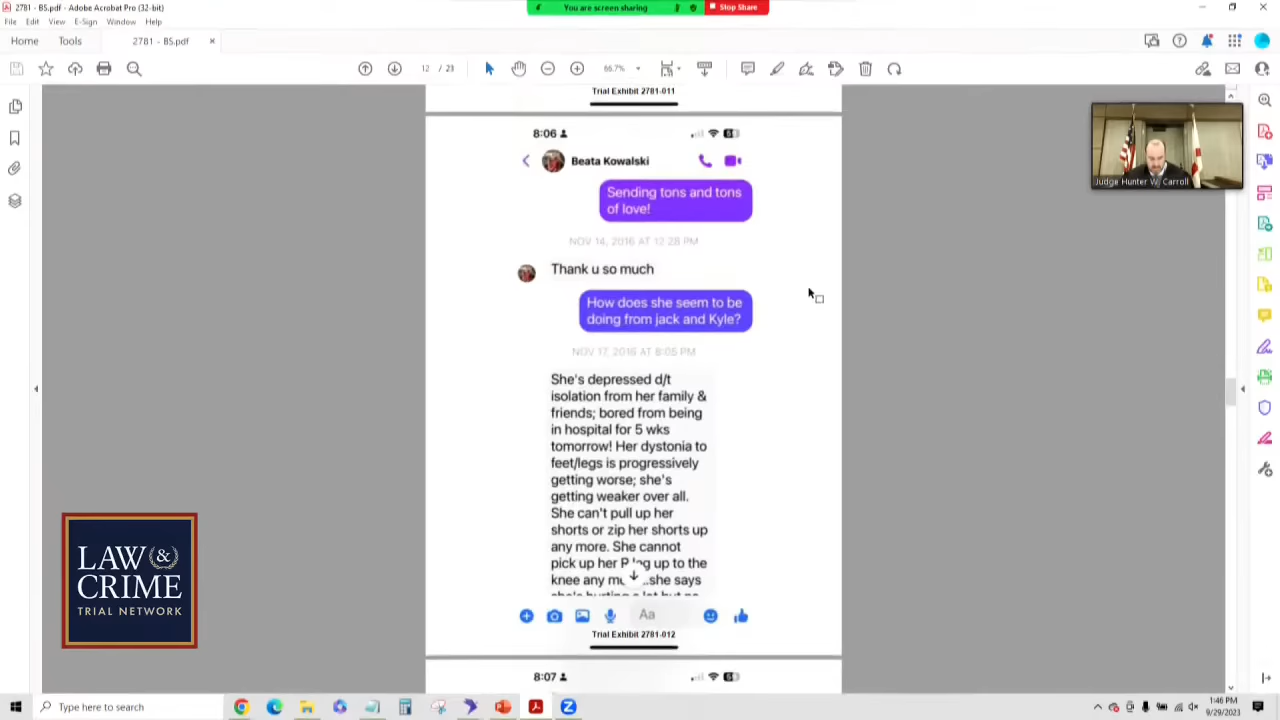 2781 - BS.pdf - Adobe Acrobat Pro (32-bit)
You are screen sharing
Stop Share
File Edit View E-Sign Window Help
Home Tools 2781 - BS.pdf ×
12 / 23
66.7%
Trial Exhibit 2781-011
8:06
Beata Kowalski
Sending tons and tons
of love!
NOV 14, 2016 AT 12:28 PM
Thank u so much
How does she seem to be
doing from jack and Kyle?
NOV 17, 2016 AT 8:05 PM
She's depressed d/t
isolation from her family &
friends; bored from being
in hospital for 5 wks
tomorrow! Her dystonia to
feet/legs is progressively
getting worse; she's
getting weaker over all.
She can't pull up her
shorts or zip her shorts up
any more. She cannot
pick up her R leg up to the
knee any
she says
Aa
Trial Exhibit 2781-012
8:07
Judge Hunter W. Carroll
LAW &
CRIME
TRIAL NETWORK
Type here to search
1:46 PM
9/29/2023